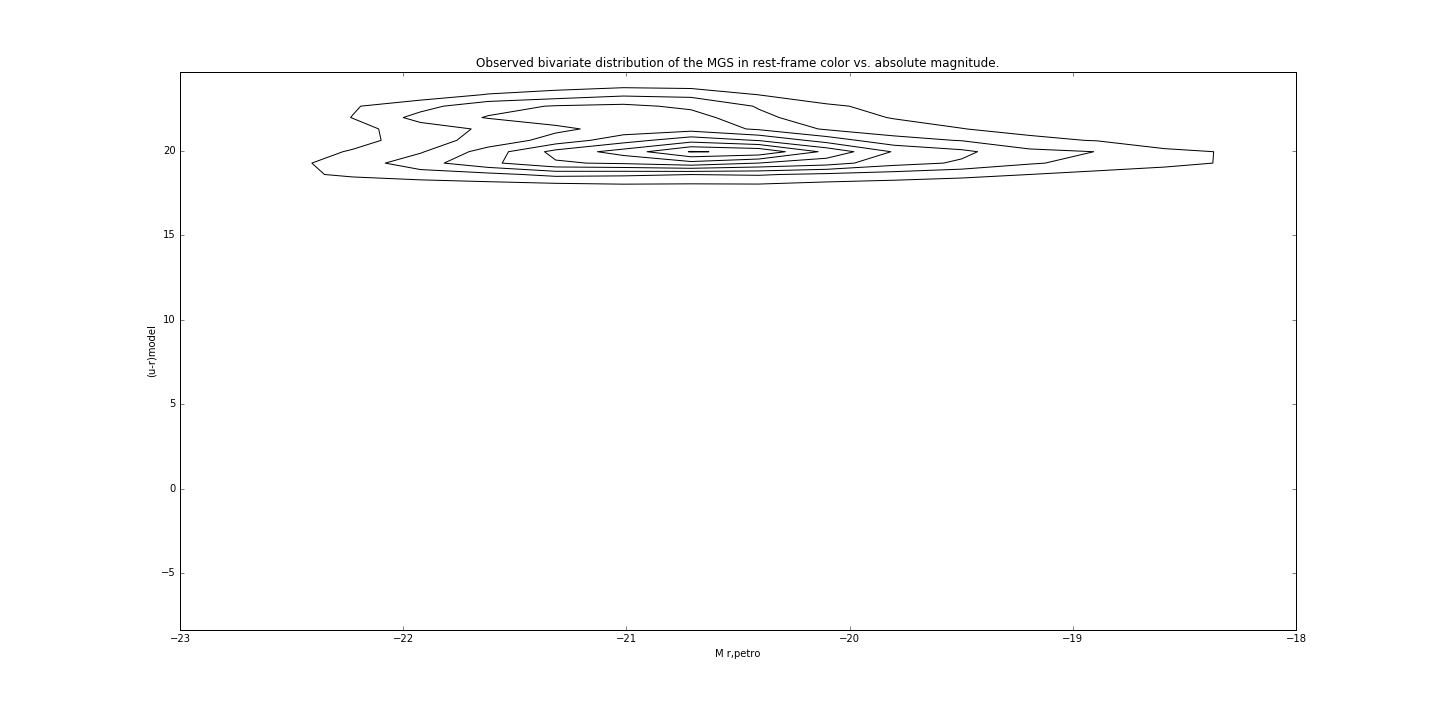 Observed bivariate distribution of the MGS in rest-frame color vs. absolute magnitude.
20
15
10
5
0
−5
(u-r)model
−23 −22 −21 −20 −19 −18
M r,petro